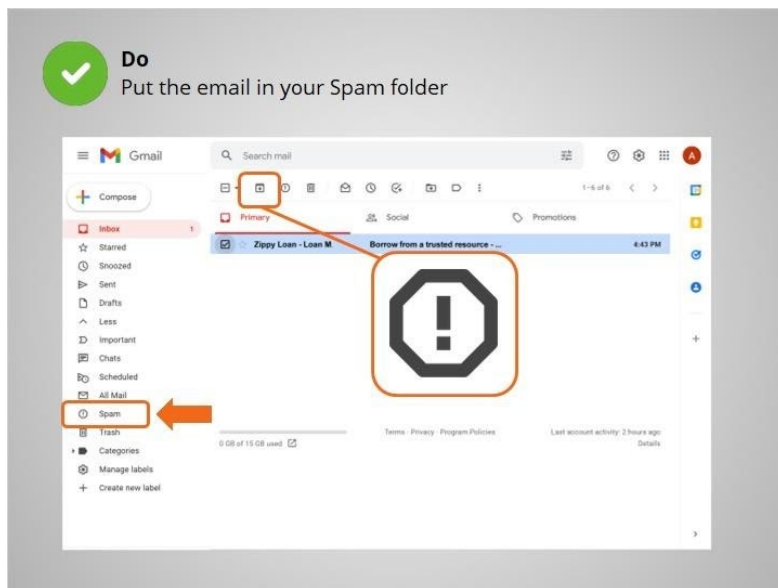 Do
Put the email in your Spam folder
Gmail
Search mail
A
Compose
1-6 of 6
Primary
Social
Promotions
Inbox 1
Zippy Loan - Loan M. Borrow from a trusted resource - ... 4:43 PM
Starred
Snoozed
Sent
Drafts
Less
Important
Chats
Scheduled
All Mail
Spam
Trash
Categories
Manage labels
Create new label
0 GB of 15 GB used
Terms · Privacy · Program Policies
Last account activity: 2 hours ago
Details